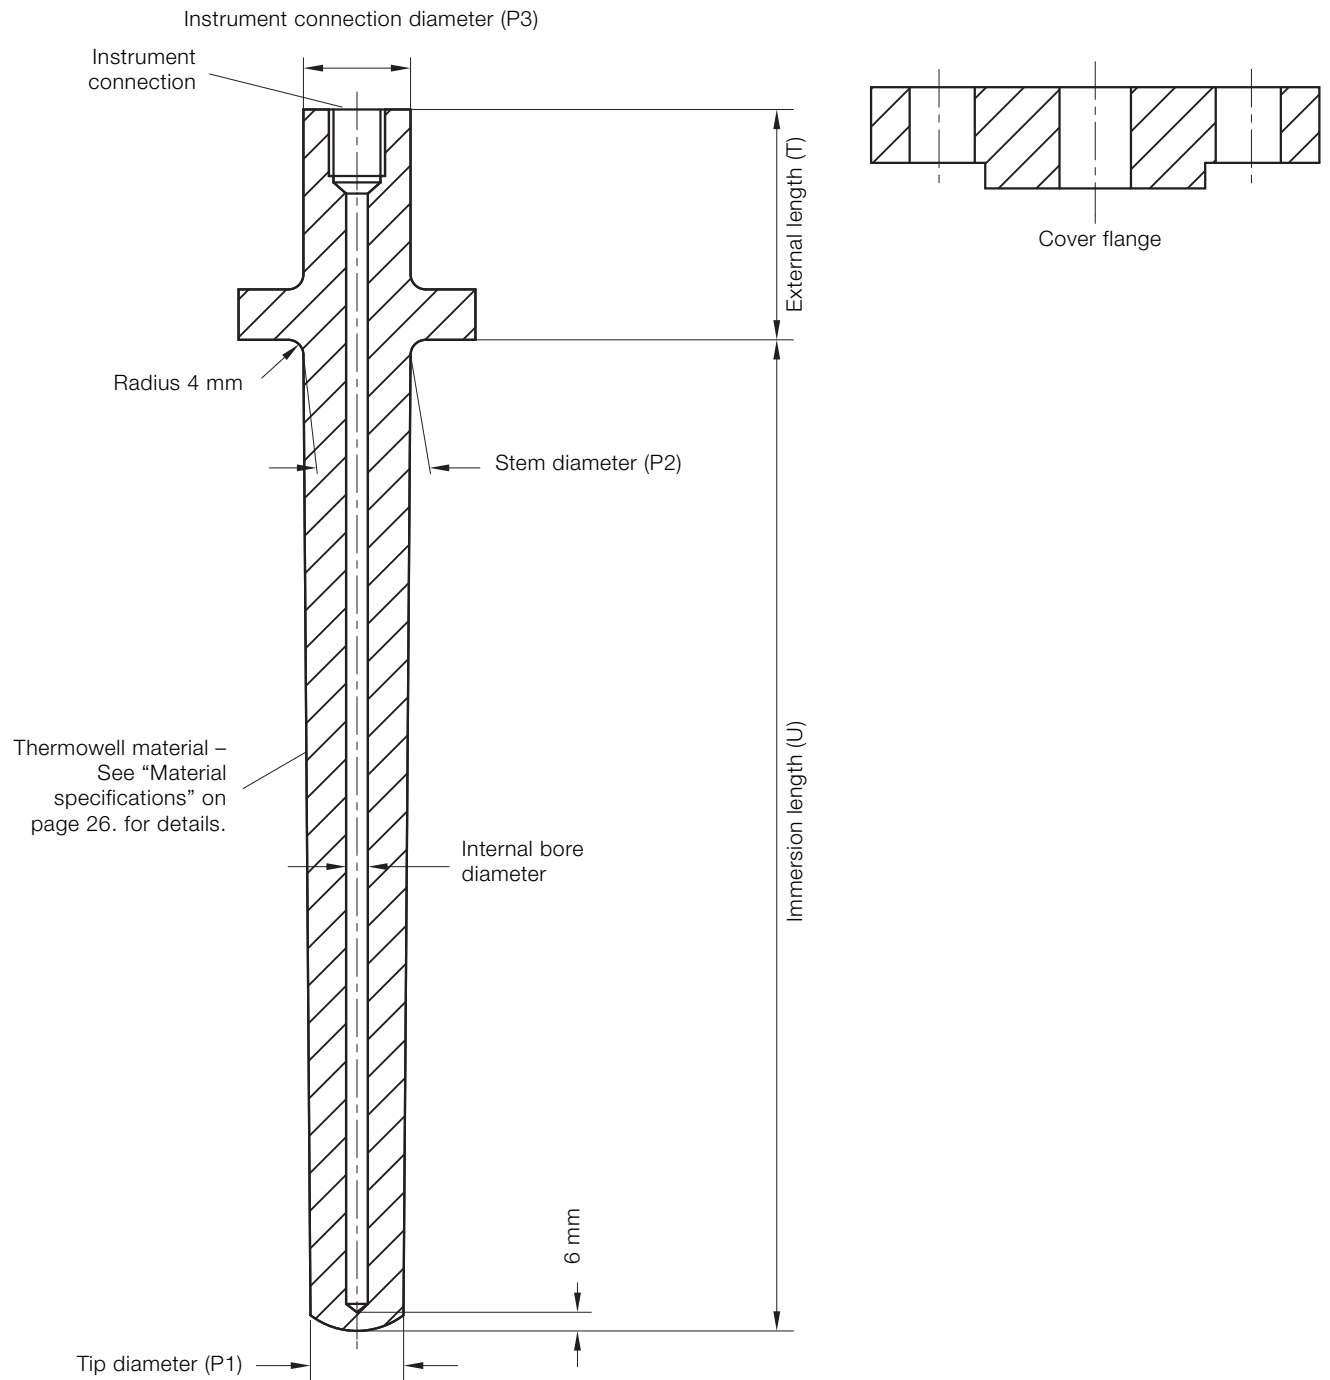 Instrument connection diameter (P3)
Instrument
connection
External length (T)
Cover flange
Radius 4 mm
Stem diameter (P2)
Thermowell material –
See “Material
specifications” on
page 26. for details.
Immersion length (U)
Internal bore
diameter
6 mm
Tip diameter (P1)